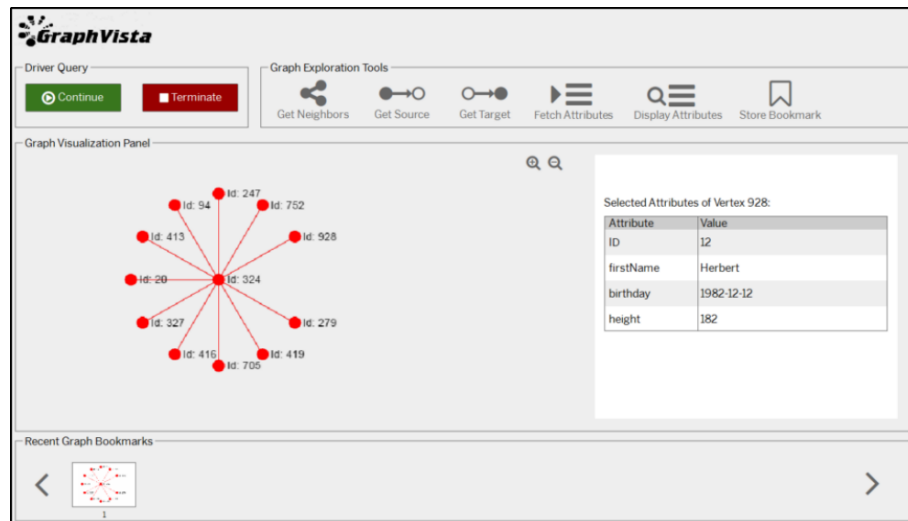 GraphVista
Driver Query
Continue
Terminate
Graph Exploration Tools
Get Neighbors
Get Source
Get Target
Fetch Attributes
Display Attributes
Store Bookmark
Graph Visualization Panel
Id: 247
Id: 94
Id: 752
Id: 413
Id: 928
Id: 20
Id: 324
Id: 327
Id: 279
Id: 416
Id: 419
Id: 705
Selected Attributes of Vertex 928:
Attribute Value
ID 12
firstName Herbert
birthday 1982-12-12
height 182
Recent Graph Bookmarks
1